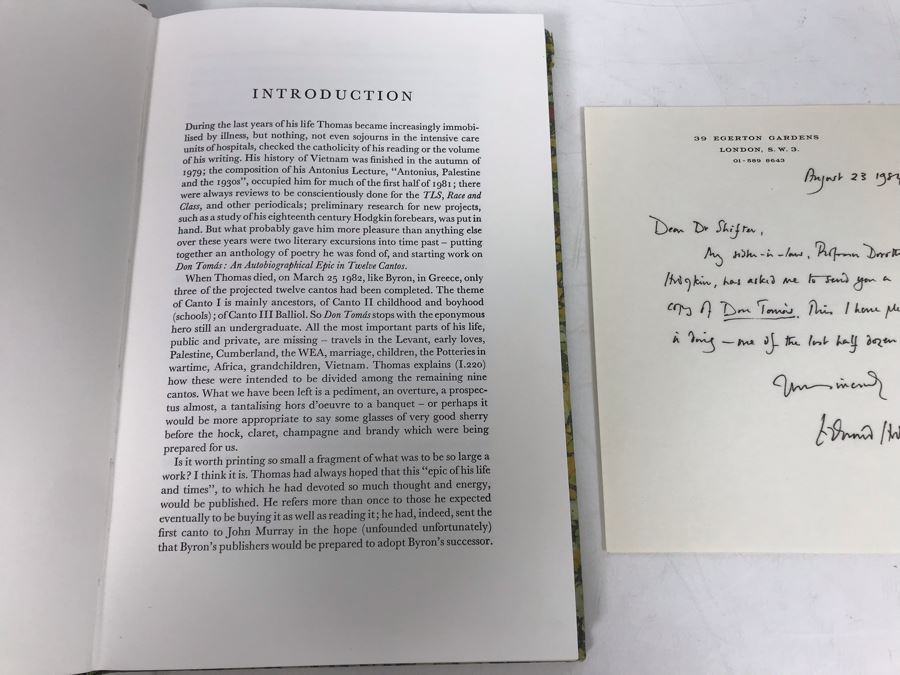 INTRODUCTION
During the last years of his life Thomas became increasingly immobi-
lised by illness, but nothing, not even sojourns in the intensive care
units of hospitals, checked the catholicity of his reading or the volume
of his writing. His history of Vietnam was finished in the autumn of
1979; the composition of his Antonius Lecture, "Antonius, Palestine
and the 1930s", occupied him for much of the first half of 1981; there
were always reviews to be conscientiously done for the TLS, Race and
Class, and other periodicals; preliminary research for new projects,
such as a study of his eighteenth century Hodgkin forebears, was put in
hand. But what probably gave him more pleasure than anything else
over these years were two literary excursions into time past – putting
together an anthology of poetry he was fond of, and starting work on
Don Tomás: An Autobiographical Epic in Twelve Cantos.
When Thomas died, on March 25 1982, like Byron, in Greece, only
three of the projected twelve cantos had been completed. The theme
of Canto I is mainly ancestors, of Canto II childhood and boyhood
(schools); of Canto III Balliol. So Don Tomás stops with the eponymous
hero still an undergraduate. All the most important parts of his life,
public and private, are missing – travels in the Levant, early loves,
Palestine, Cumberland, the WEA, marriage, children, the Potteries in
wartime, Africa, grandchildren, Vietnam. Thomas explains (I.220)
how these were intended to be divided among the remaining nine
cantos. What we have been left is a pediment, an overture, a prospec-
tus almost, a tantalising hors d'oeuvre to a banquet – or perhaps it
would be more appropriate to say some glasses of very good sherry
before the hock, claret, champagne and brandy which were being
prepared for us.
Is it worth printing so small a fragment of what was to be so large a
work? I think it is. Thomas had always hoped that this "epic of his life
and times", to which he had devoted so much thought and energy,
would be published. He refers more than once to those he expected
eventually to be buying it as well as reading it; he had, indeed, sent the
first canto to John Murray in the hope (unfounded unfortunately)
that Byron's publishers would be prepared to adopt Byron's successor.
39 EGERTON GARDENS
LONDON, S.W.3.
01-589 8643
August 23 198
Dear Dr Shifter,
My sister-in-law, Professor Doroth
Hodgkin, has asked me to send you a
copy of Don Tomás. This I have ple
in doing – one of the last half dozen
Yours sincerely
Edward Ho